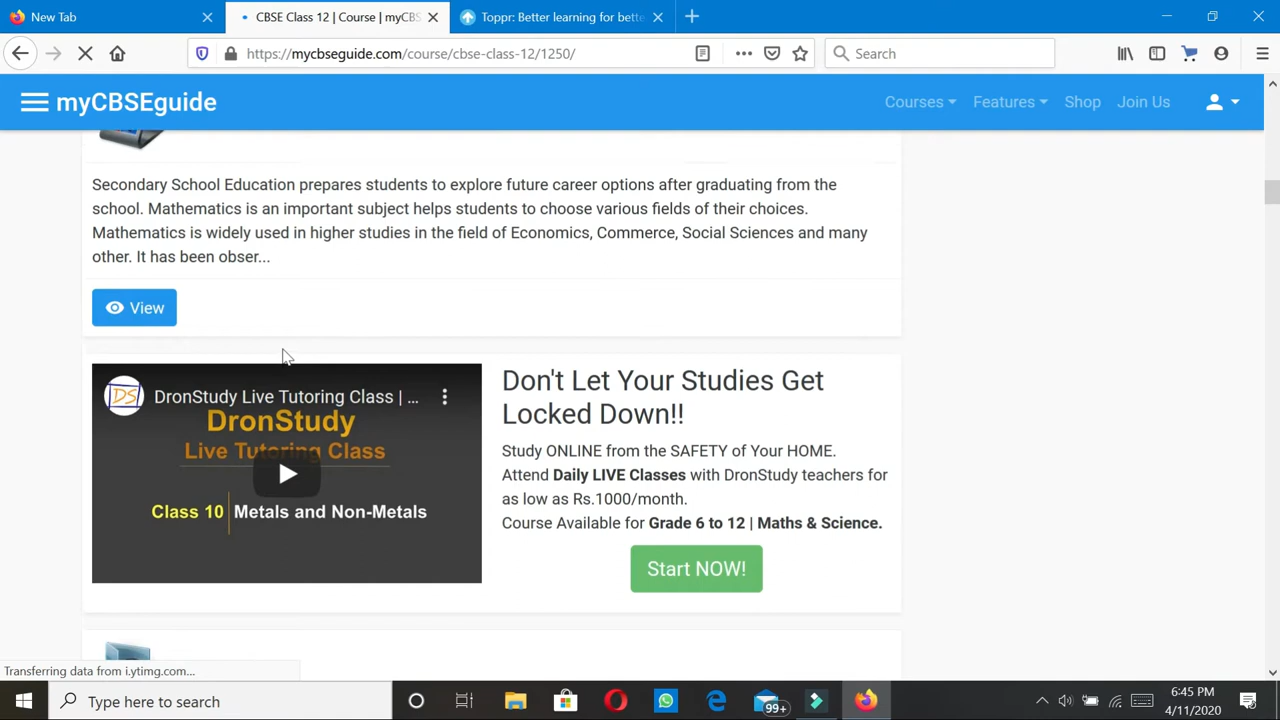 New Tab
CBSE Class 12 | Course | myCBS
Toppr: Better learning for bette
https://mycbseguide.com/course/cbse-class-12/1250/
Search
myCBSEguide
Courses
Features
Shop
Join Us
Secondary School Education prepares students to explore future career options after graduating from the
school. Mathematics is an important subject helps students to choose various fields of their choices.
Mathematics is widely used in higher studies in the field of Economics, Commerce, Social Sciences and many
other. It has been obser...
View
DS
DronStudy Live Tutoring Class | ...
DronStudy
Live Tutoring Class
Class 10 Metals and Non-Metals
Don't Let Your Studies Get
Locked Down!!
Study ONLINE from the SAFETY of Your HOME.
Attend Daily LIVE Classes with DronStudy teachers for
as low as Rs.1000/month.
Course Available for Grade 6 to 12 | Maths & Science.
Start NOW!
Transferring data from i.ytimg.com...
Type here to search
99+
6:45 PM
4/11/2020